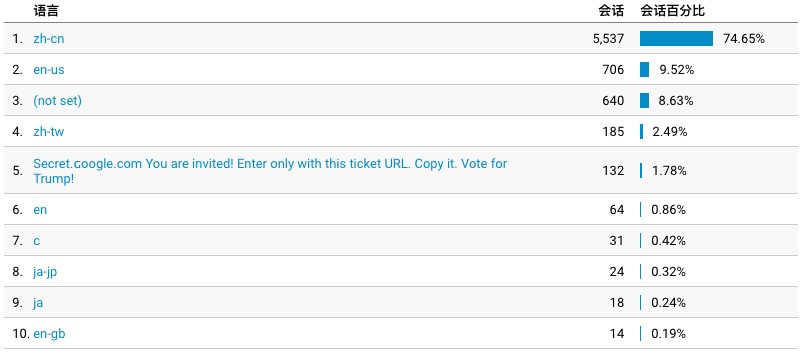 语言 会话 会话百分比
1. zh-cn 5,537 74.65%
2. en-us 706 9.52%
3. (not set) 640 8.63%
4. zh-tw 185 2.49%
5. Secret.ɢoogle.com You are invited! Enter only with this ticket URL. Copy it. Vote for
Trump! 132 1.78%
6. en 64 0.86%
7. c 31 0.42%
8. ja-jp 24 0.32%
9. ja 18 0.24%
10. en-gb 14 0.19%